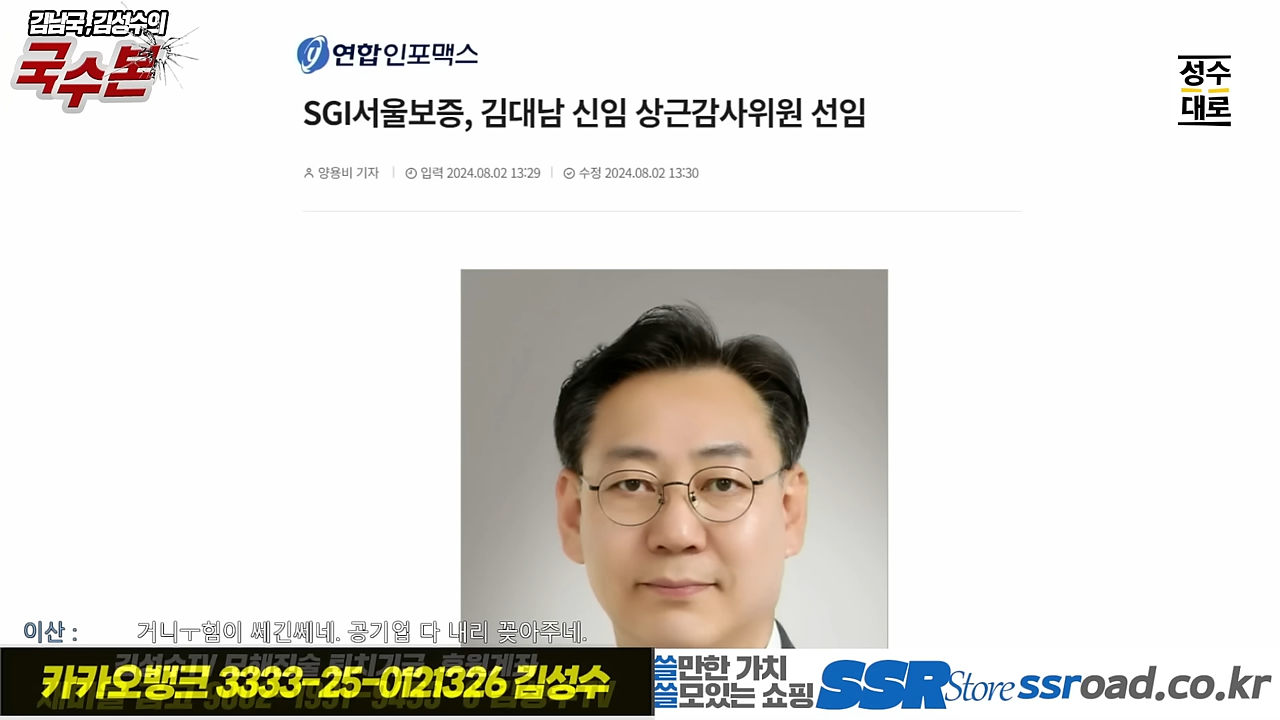 김남국, 김성수의
국수본
연합인포맥스
성수
대로
SGI서울보증, 김대남 신임 상근감사위원 선임
양용비 기자 입력 2024.08.02 13:29 수정 2024.08.02 13:30
이산 : 거니ㅜ험이 쎄긴쎄네. 공기업 다 내리 꽂아주네.
카카오뱅크 3333-25-0121326 김성수
쓸만한 가치
쓸모있는 쇼핑
SSR Store ssroad.co.kr